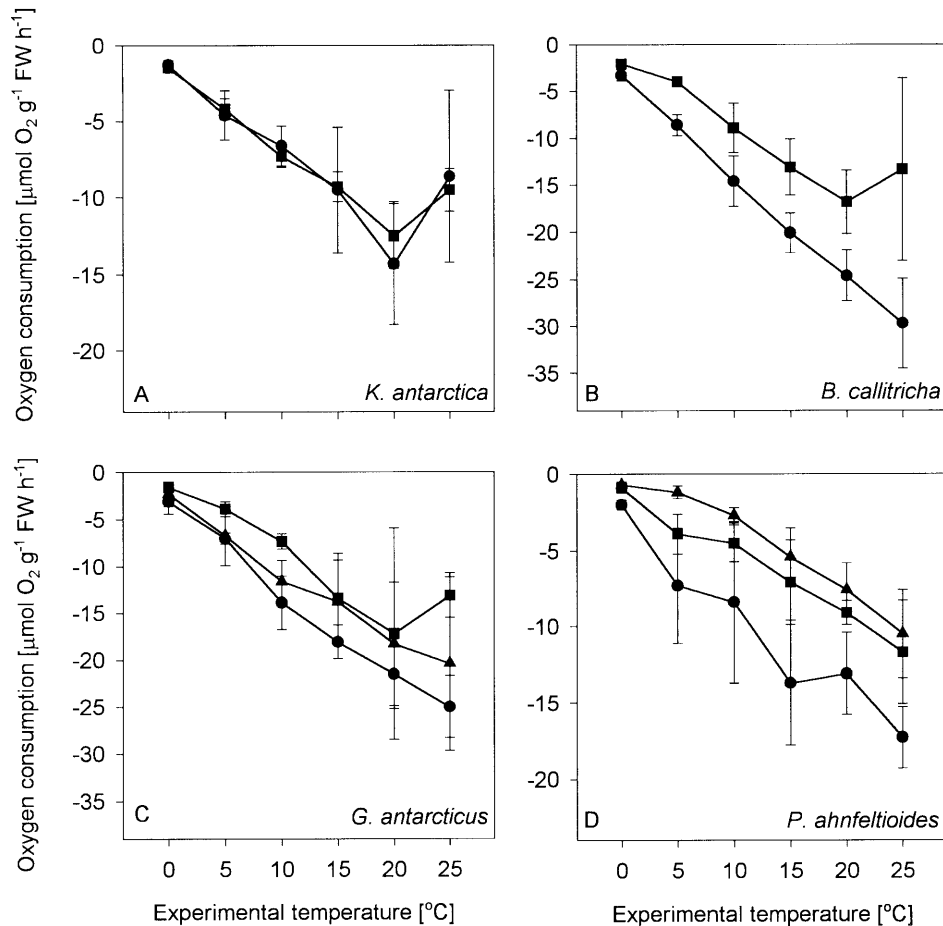 Oxygen consumption [µmol O₂ g⁻¹ FW h⁻¹]
0
-5
-10
-15
-20
A
K. antarctica
0
-5
-10
-15
-20
-25
-30
-35
B
B. callitricha
Oxygen consumption [µmol O₂ g⁻¹ FW h⁻¹]
0
-5
-10
-15
-20
-25
-30
-35
C
G. antarcticus
0 5 10 15 20 25
Experimental temperature [°C]
0
-5
-10
-15
-20
D
P. ahnfeltioides
0 5 10 15 20 25
Experimental temperature [°C]